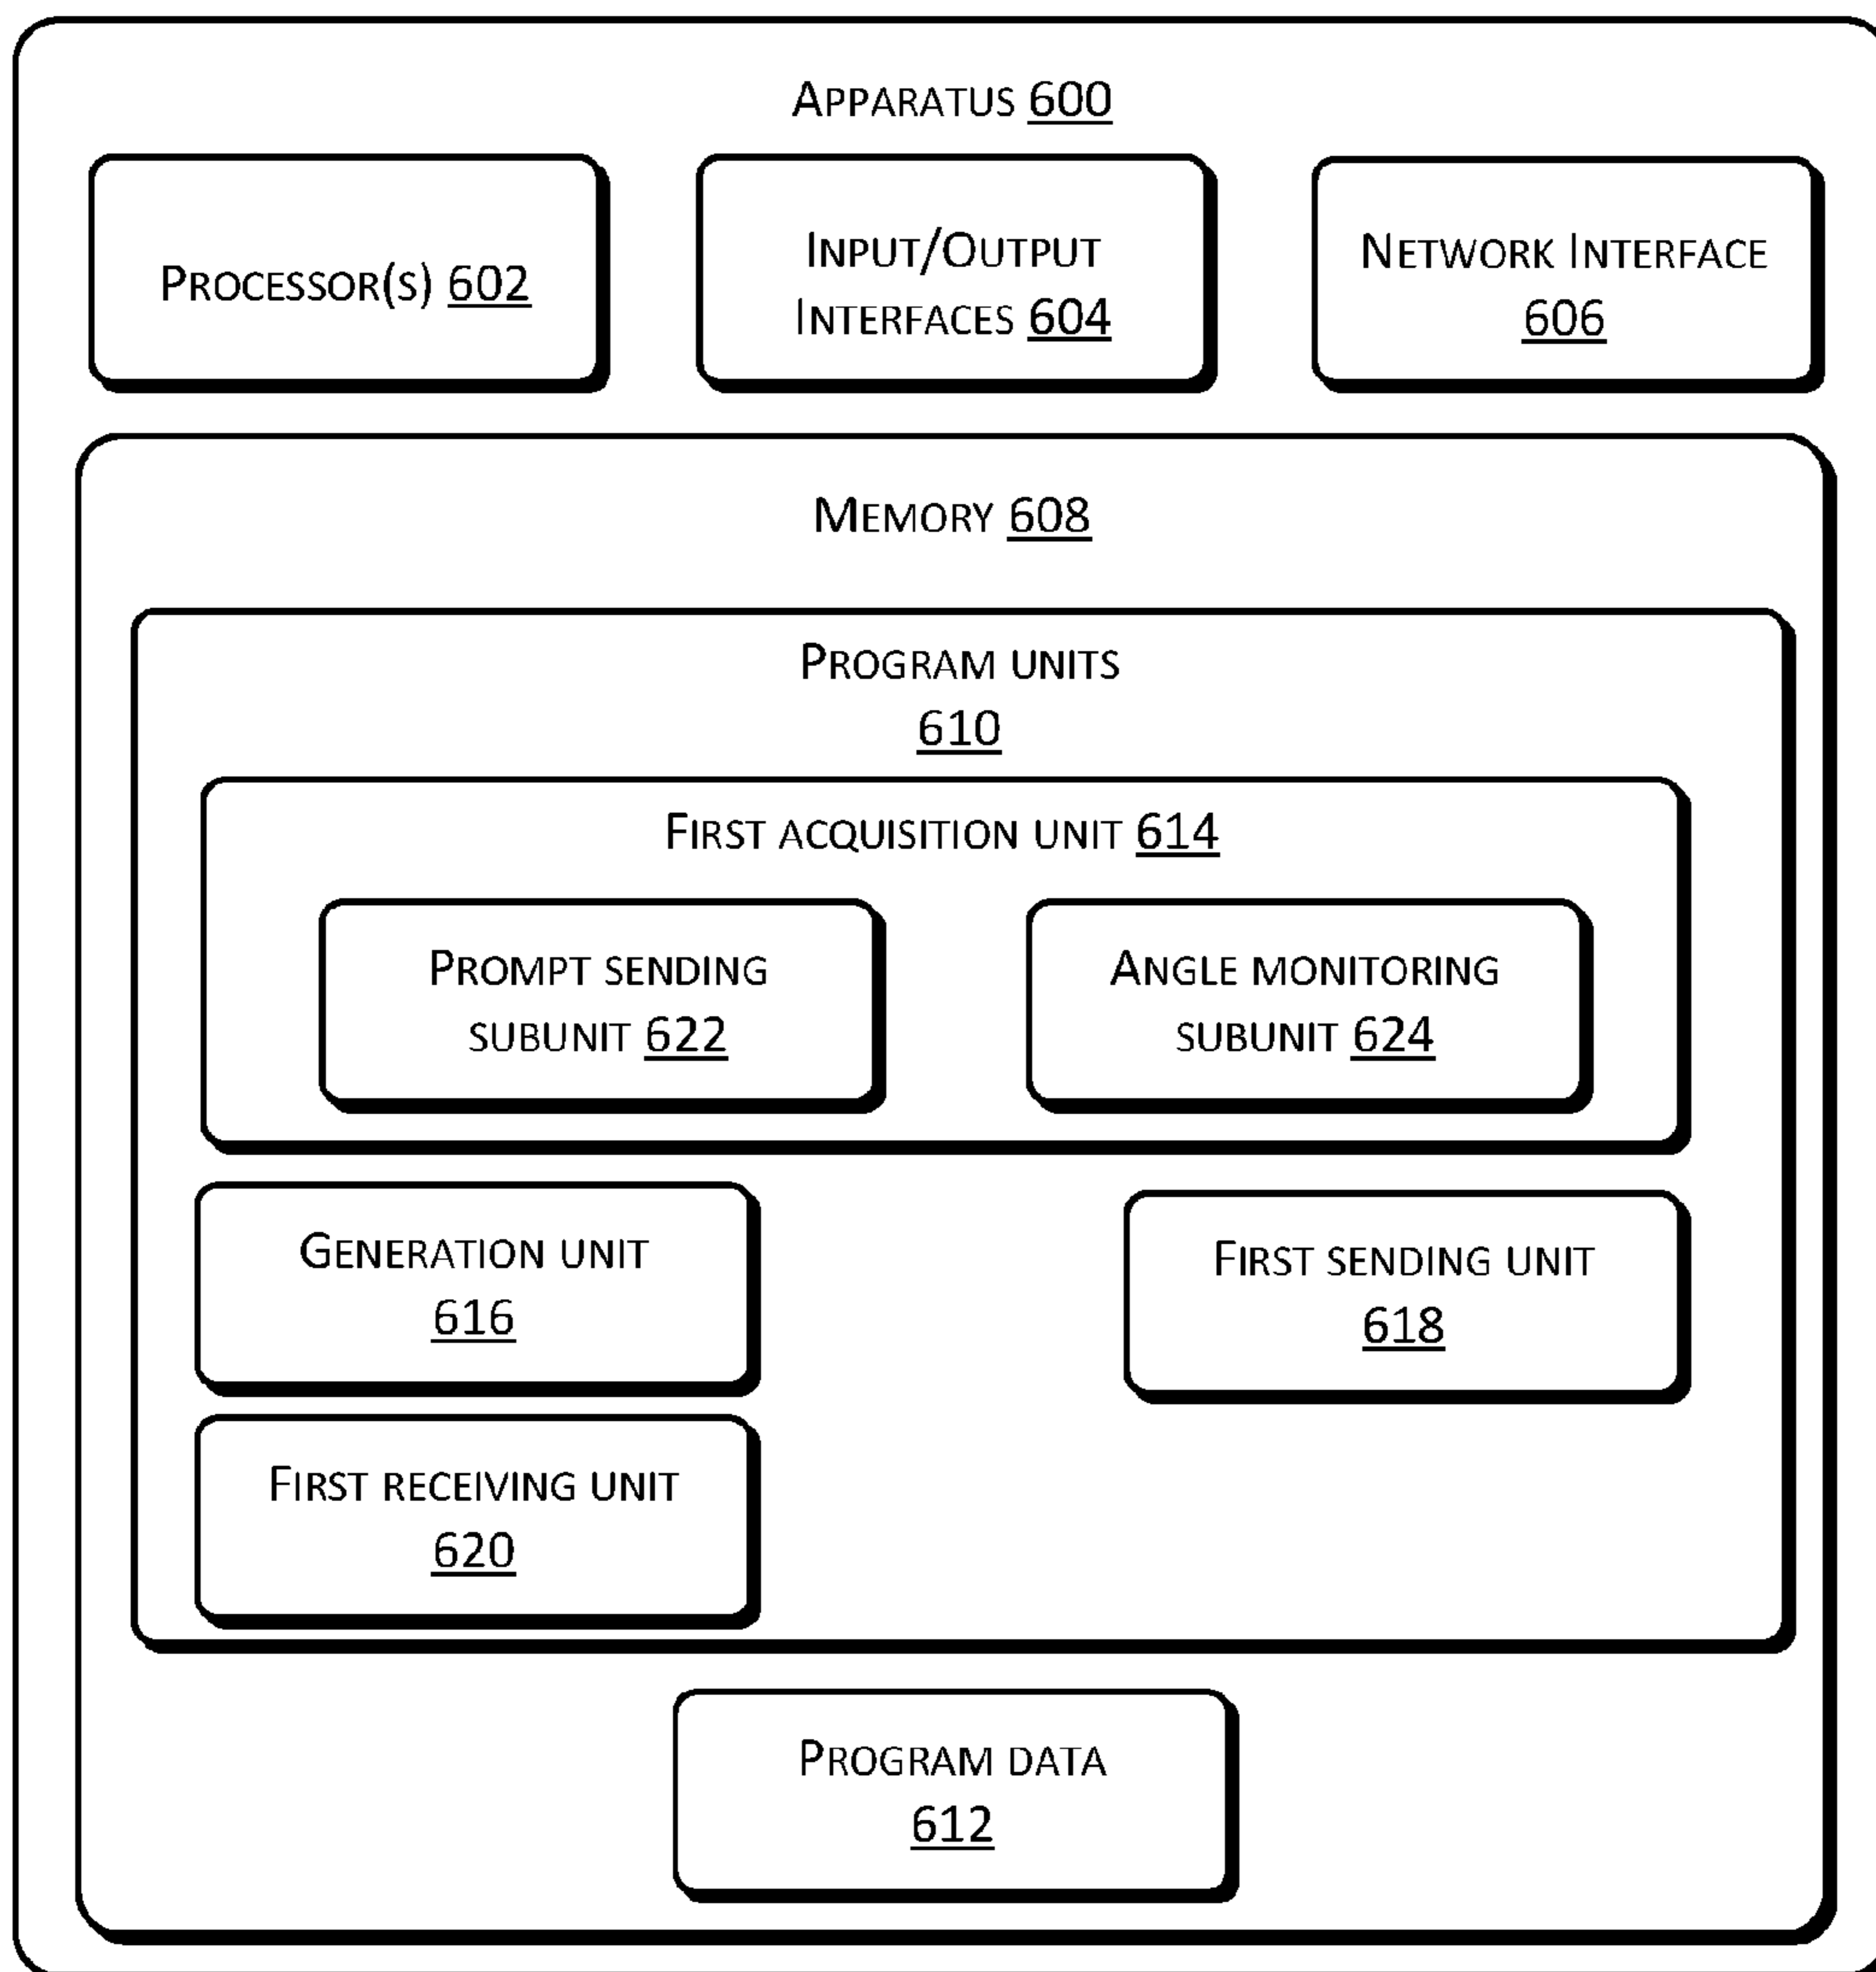 Apparatus 600
Processor(s) 602
Input/Output
Interfaces 604
Network Interface
606
Memory 608
Program units
610
First acquisition unit 614
Prompt sending
subunit 622
Angle monitoring
subunit 624
Generation unit
616
First sending unit
618
First receiving unit
620
Program data
612